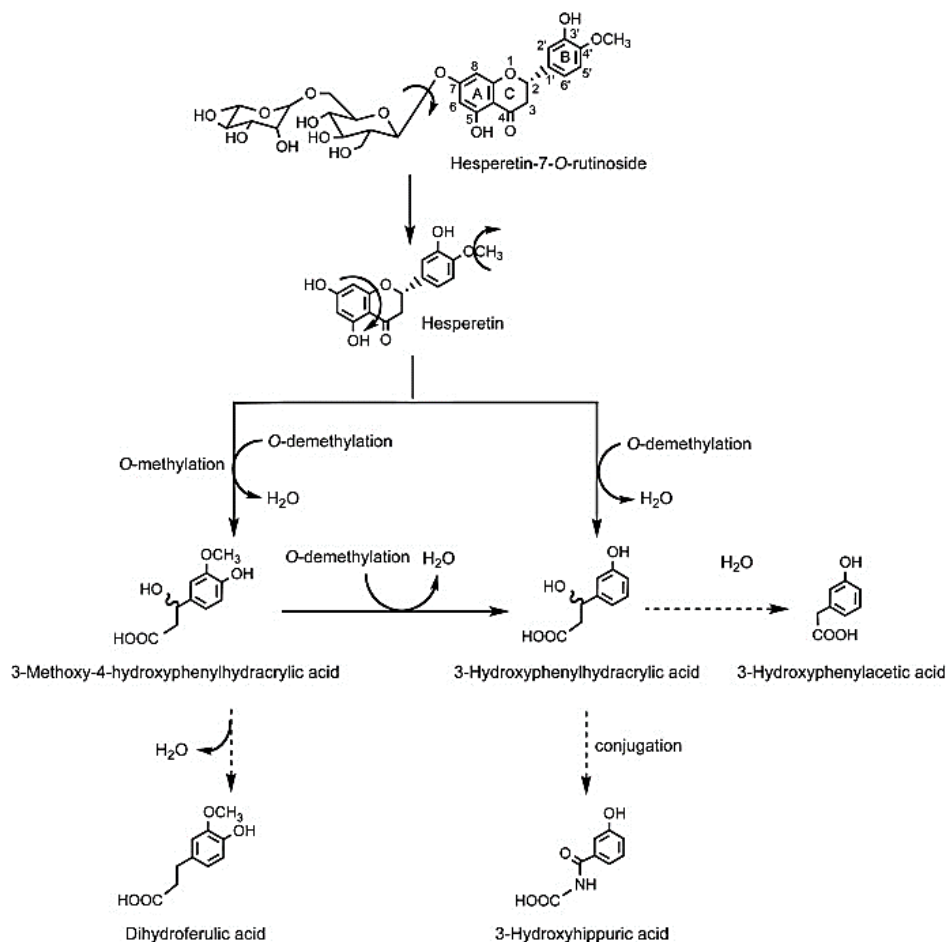 OH
3'
2'
4'
OCH3
B
1'
5'
6'
8
1
O
O
7
A
C
2
6
5
4
3
OH
O
O
O
HO
HO
HO
OH
O
HO
HO
HO
O
Hesperetin-7-O-rutinoside
OH
OCH3
HO
O
OH
O
Hesperetin
O-demethylation
O-methylation
H2O
O-demethylation
H2O
OCH3
OH
HO
HOOC
3-Methoxy-4-hydroxyphenylhydracrylic acid
O-demethylation
H2O
OH
HO
HOOC
3-Hydroxyphenylhydracrylic acid
H2O
OH
COOH
3-Hydroxyphenylacetic acid
H2O
conjugation
OCH3
OH
HOOC
Dihydroferulic acid
OH
O
NH
HOOC
3-Hydroxyhippuric acid